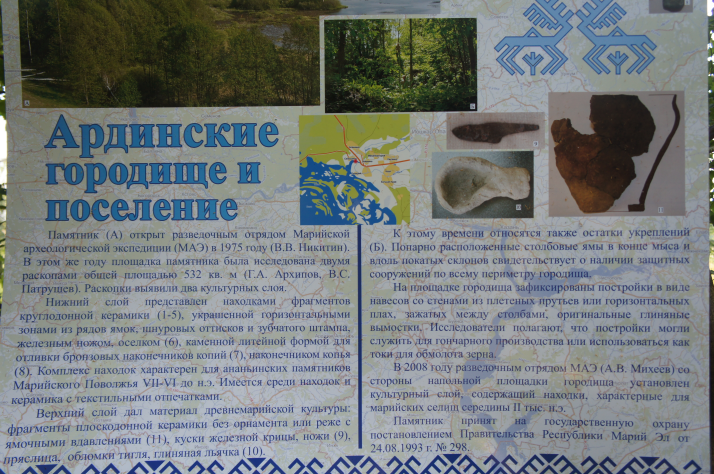 Ардинские
городище и
поселение
Памятник (А) открыт разведочным отрядом Марийской
археологической экспедиции (МАЭ) в 1975 году (В.В. Никитин).
В этом же году площадка памятника была исследована двумя
раскопами общей площадью 532 кв. м (Г.А. Архипов, В.С.
Патрушев). Раскопки выявили два культурных слоя.
Нижний слой представлен находками фрагментов
круглодонной керамики (1-5), украшенной горизонтальными
зонами из рядов ямок, шнуровых оттисков и зубчатого штампа,
железным ножом, оселком (6), каменной литейной формой для
отливки бронзовых наконечников копий (7), наконечником копья
(8). Комплекс находок характерен для ананьинских памятников
Марийского Поволжья VII-VI до н.э. Имеется среди находок и
керамика с текстильными отпечатками.
Верхний слой дал материал древнемарийской культуры:
фрагменты плоскодонной керамики без орнамента или реже с
ямочными вдавлениями (11), куски железной крицы, ножи (9),
пряслица, обломки тигля, глиняная льячка (10).
К этому времени относятся также остатки укреплений
(Б). Попарно расположенные столбовые ямы в конце мыса и
вдоль покатых склонов свидетельствует о наличии защитных
сооружений по всему периметру городища.
На площадке городища зафиксированы постройки в виде
навесов со стенами из плетеных прутьев или горизонтальных
плах, зажатых между столбами, оригинальные глиняные
вымостки. Исследователи полагают, что постройки могли
служить для гончарного производства или использоваться как
токи для обмолота зерна.
В 2008 году разведочным отрядом МАЭ (А.В. Михеев) со
стороны напольной площадки городища установлен
культурный слой, содержащий находки, характерные для
марийских селищ середины II тыс. н.э.
Памятник принят на государственную охрану
постановлением Правительства Республики Марий Эл от
24.08.1993 г. № 298.